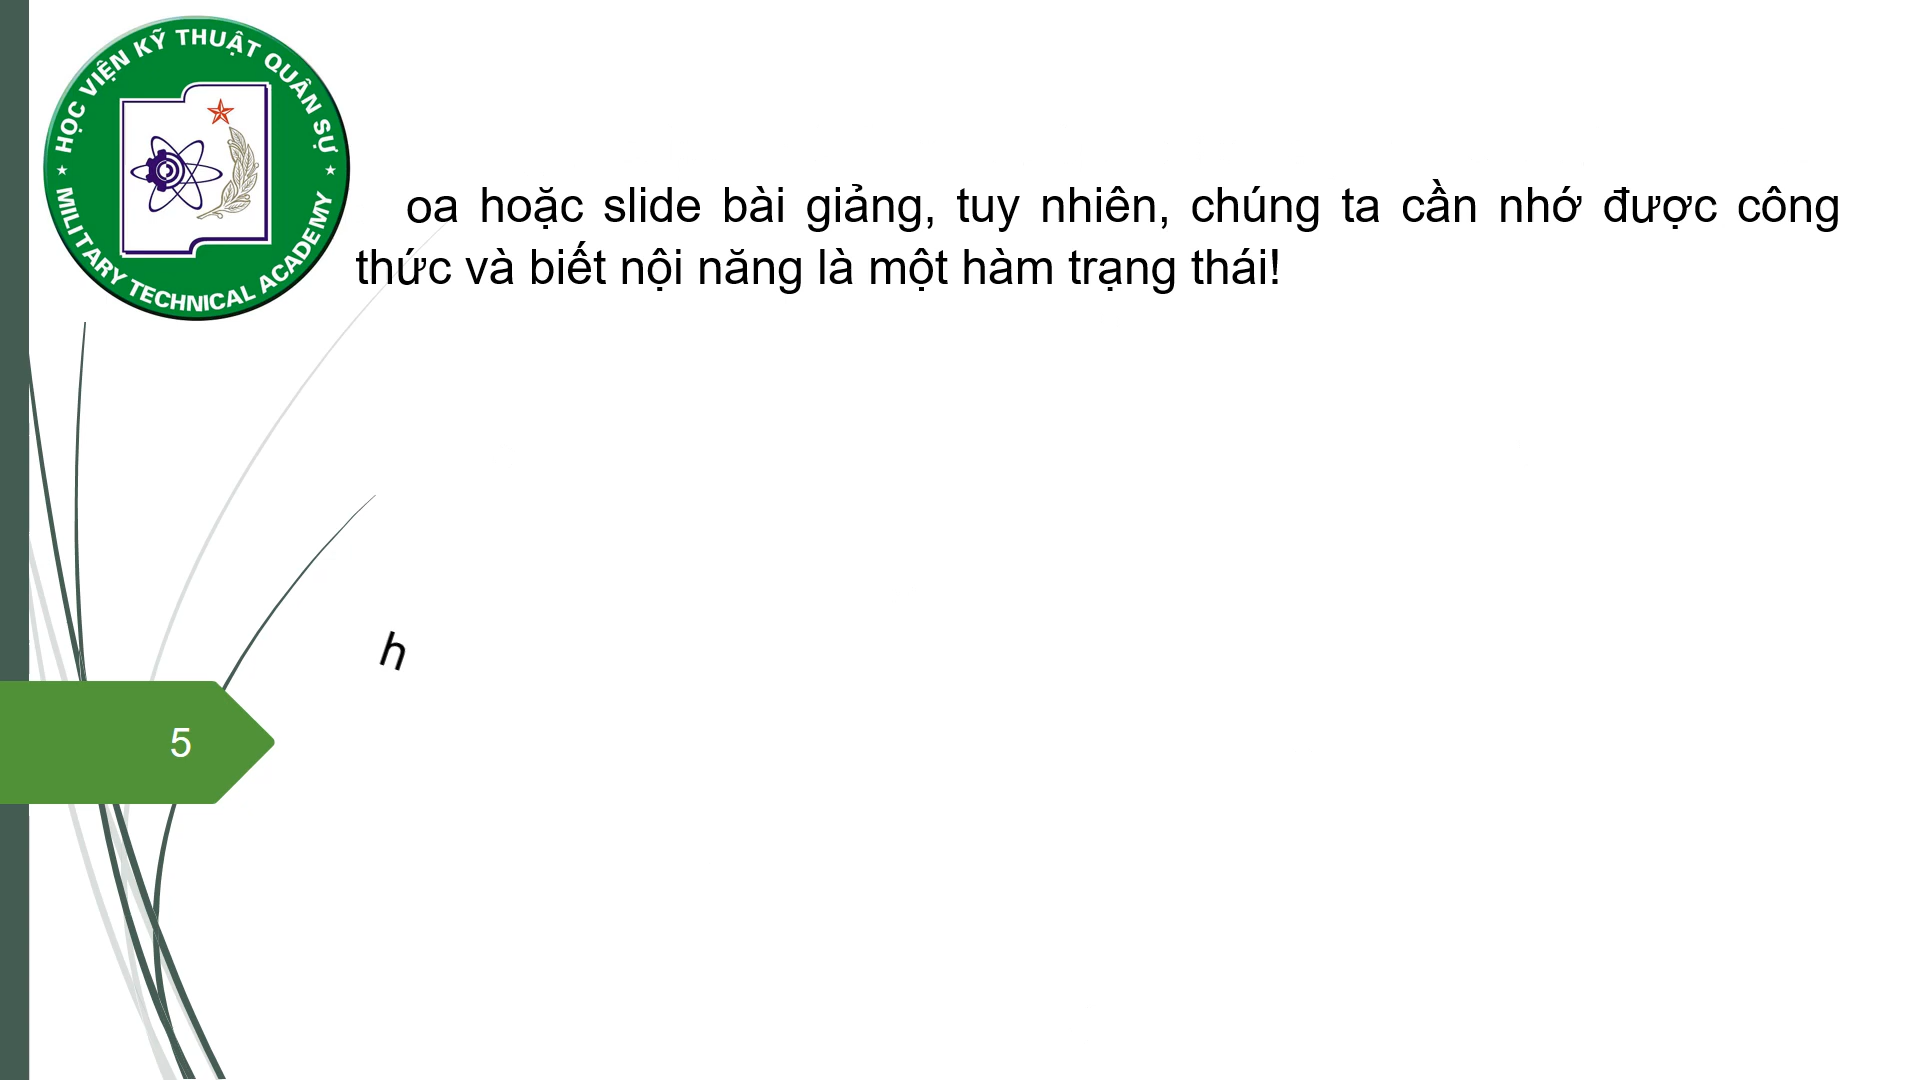 HỌC VIỆN KỸ THUẬT QUÂN SỰ
MILITARY TECHNICAL ACADEMY
oa hoặc slide bài giảng, tuy nhiên, chúng ta cần nhớ được công
thức và biết nội năng là một hàm trạng thái!
h
5